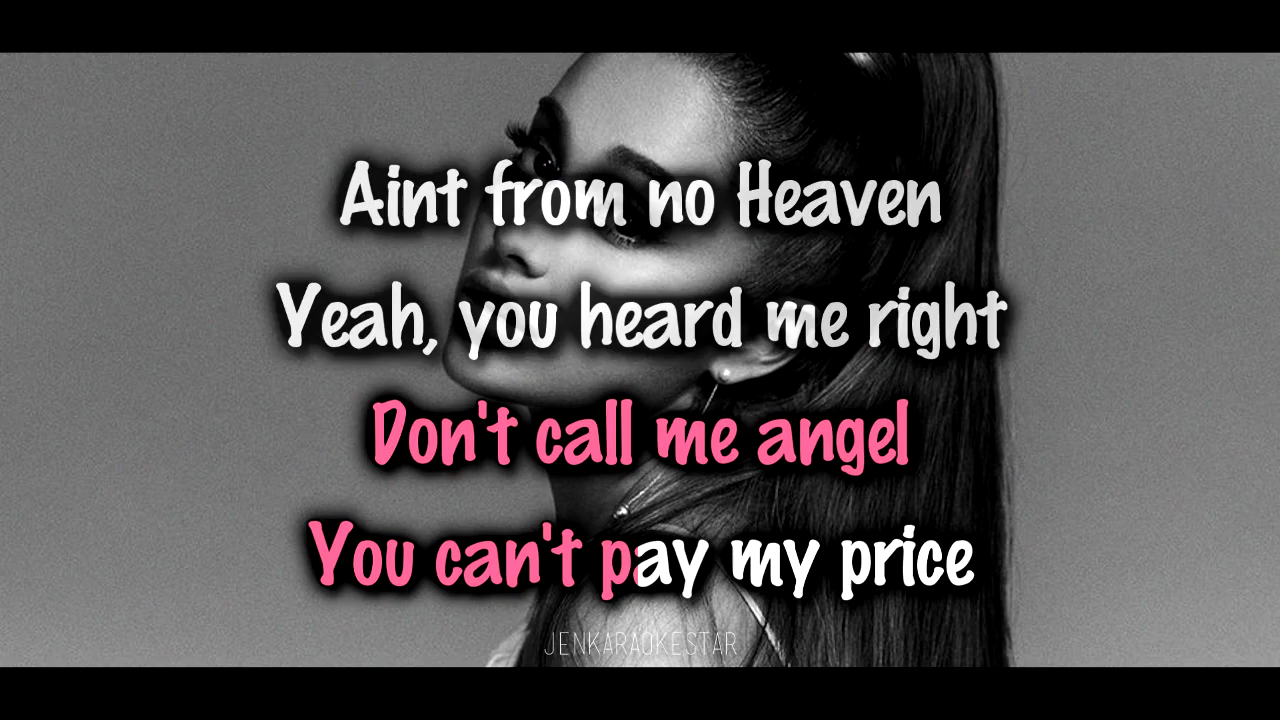 Aint from no Heaven
Yeah, you heard me right
Don't call me angel
You can't pay my price
JENKARAOKESTAR